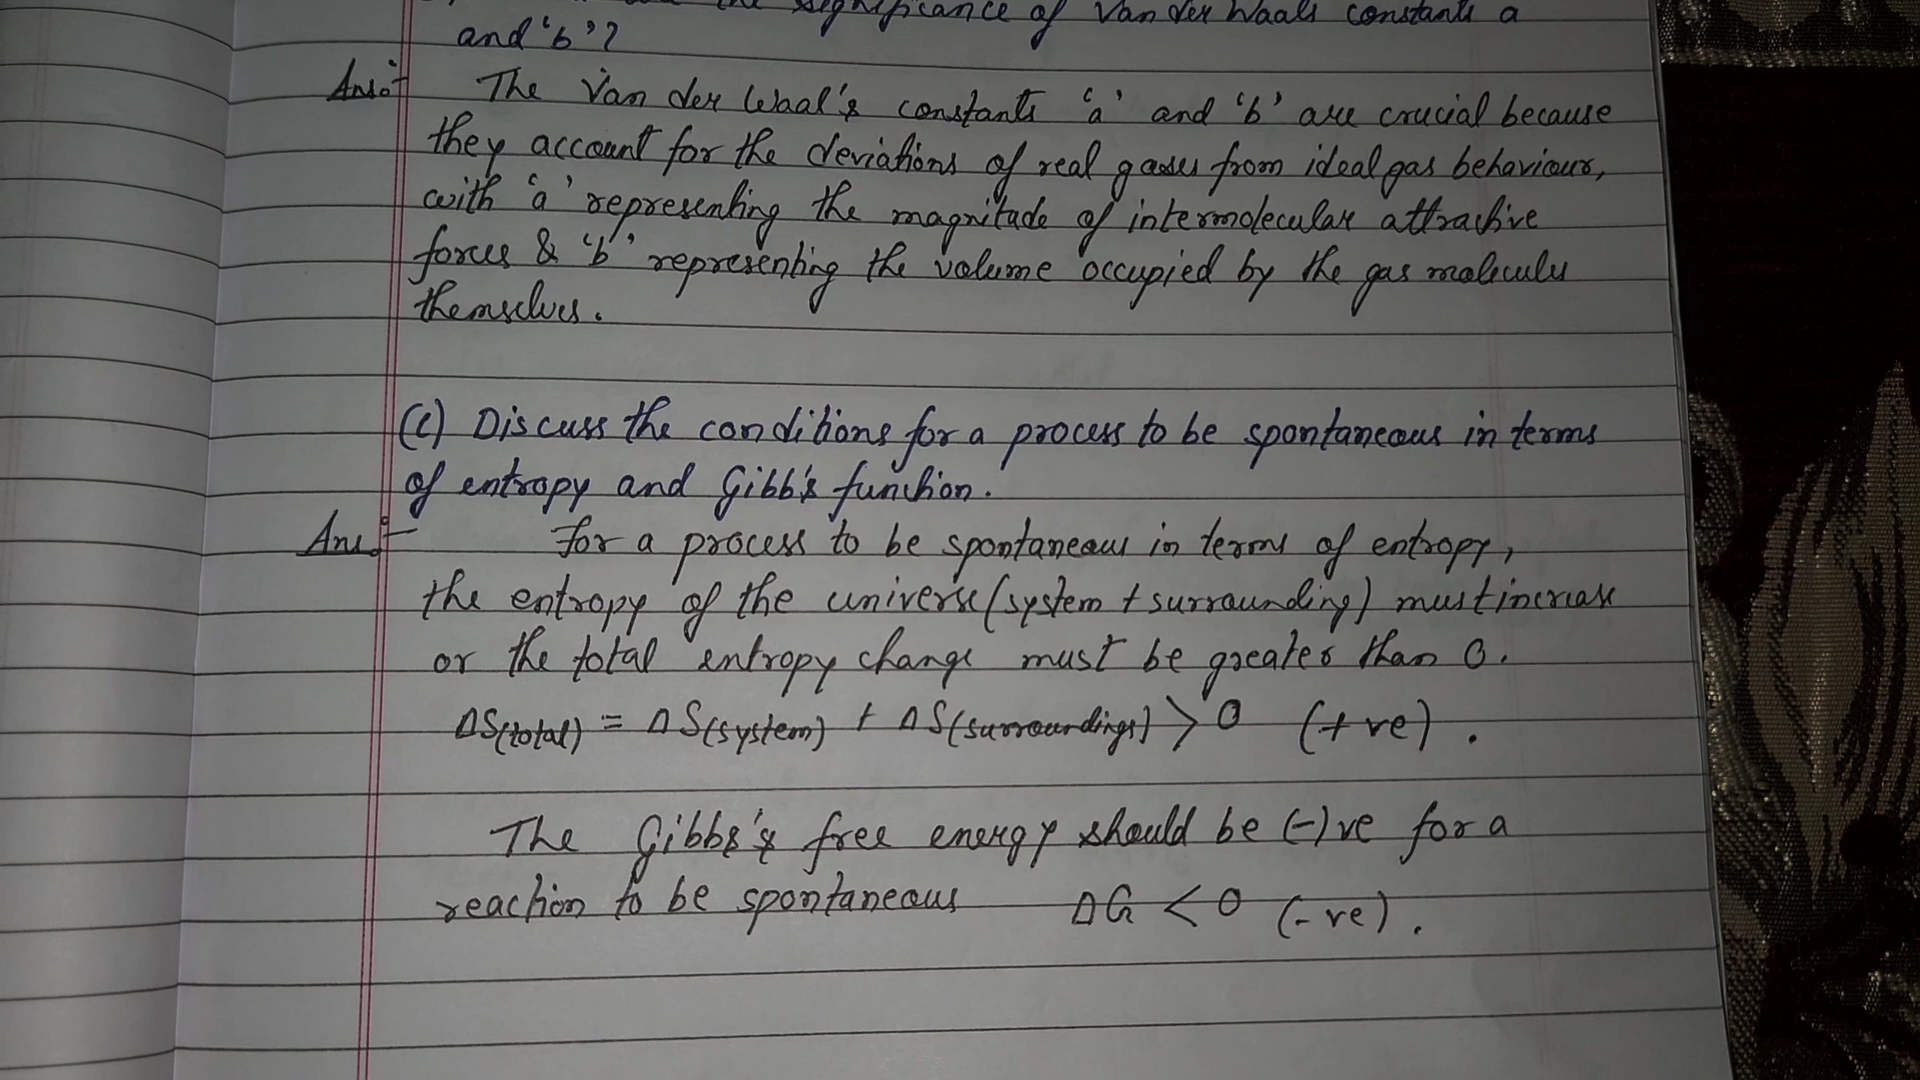 the significance of Van der Waals constants a
and 'b'?
Ans:- The Van der Waal's constants 'a' and 'b' are crucial because
they account for the deviations of real gases from ideal gas behaviour,
with 'a' representing the magnitude of intermolecular attractive
forces & 'b' representing the volume occupied by the gas molecules
themselves.
(c) Discuss the conditions for a process to be spontaneous in terms
of entropy and Gibb's function.
Ans:- For a process to be spontaneous in terms of entropy,
the entropy of the universe (system + surrounding) must increase
or the total entropy change must be greater than 0.
ΔS(total) = ΔS(system) + ΔS(surroundings) > 0 (+ve).
The Gibbs's free energy should be (-)ve for a
reaction to be spontaneous ΔG < 0 (-ve).